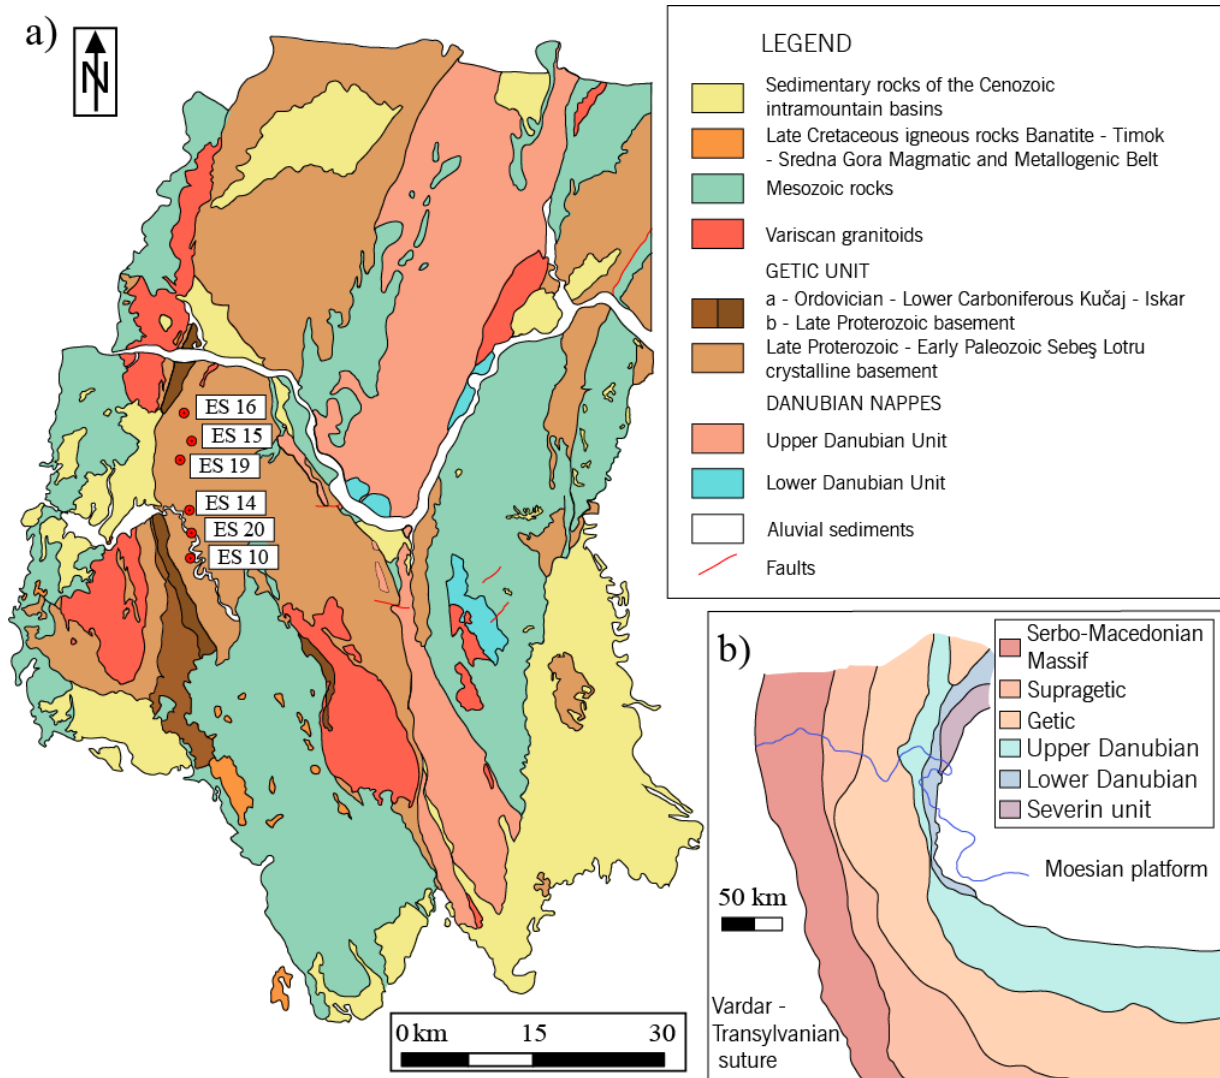 a)
N
ES 16
ES 15
ES 19
ES 14
ES 20
ES 10
0 km 15 30
LEGEND
Sedimentary rocks of the Cenozoic
intramountain basins
Late Cretaceous igneous rocks Banatite - Timok
- Sredna Gora Magmatic and Metallogenic Belt
Mesozoic rocks
Variscan granitoids
GETIC UNIT
a - Ordovician - Lower Carboniferous Kučaj - Iskar
b - Late Proterozoic basement
Late Proterozoic - Early Paleozoic Sebeş Lotru
crystalline basement
DANUBIAN NAPPES
Upper Danubian Unit
Lower Danubian Unit
Aluvial sediments
Faults
b)
Serbo-Macedonian
Massif
Supragetic
Getic
Upper Danubian
Lower Danubian
Severin unit
Moesian platform
50 km
Vardar -
Transylvanian
suture